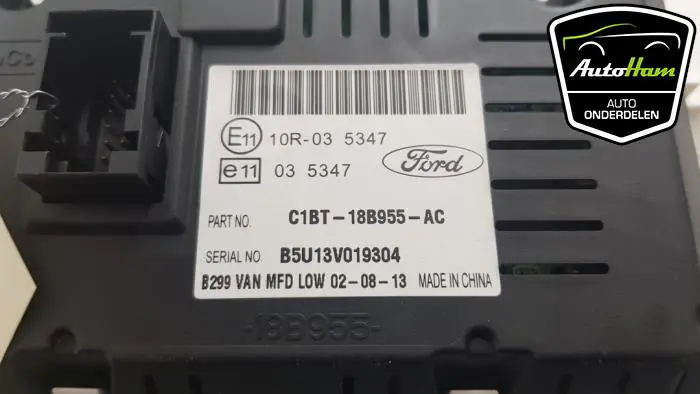 AutoHam
AUTO
ONDERDELEN
Co
E11 10R-03 5347
e11 03 5347
Ford
PART NO. C1BT-18B955-AC
SERIAL NO. B5U13V019304
B299 VAN MFD LOW 02-08-13 MADE IN CHINA
-18B955-